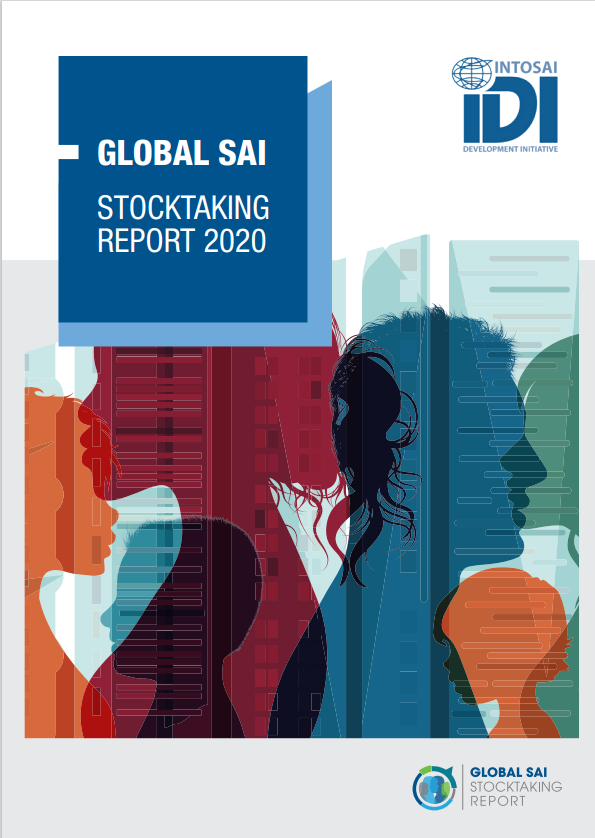 INTOSAI
IDI
DEVELOPMENT INITIATIVE
GLOBAL SAI
STOCKTAKING
REPORT 2020
GLOBAL SAI
STOCKTAKING
REPORT